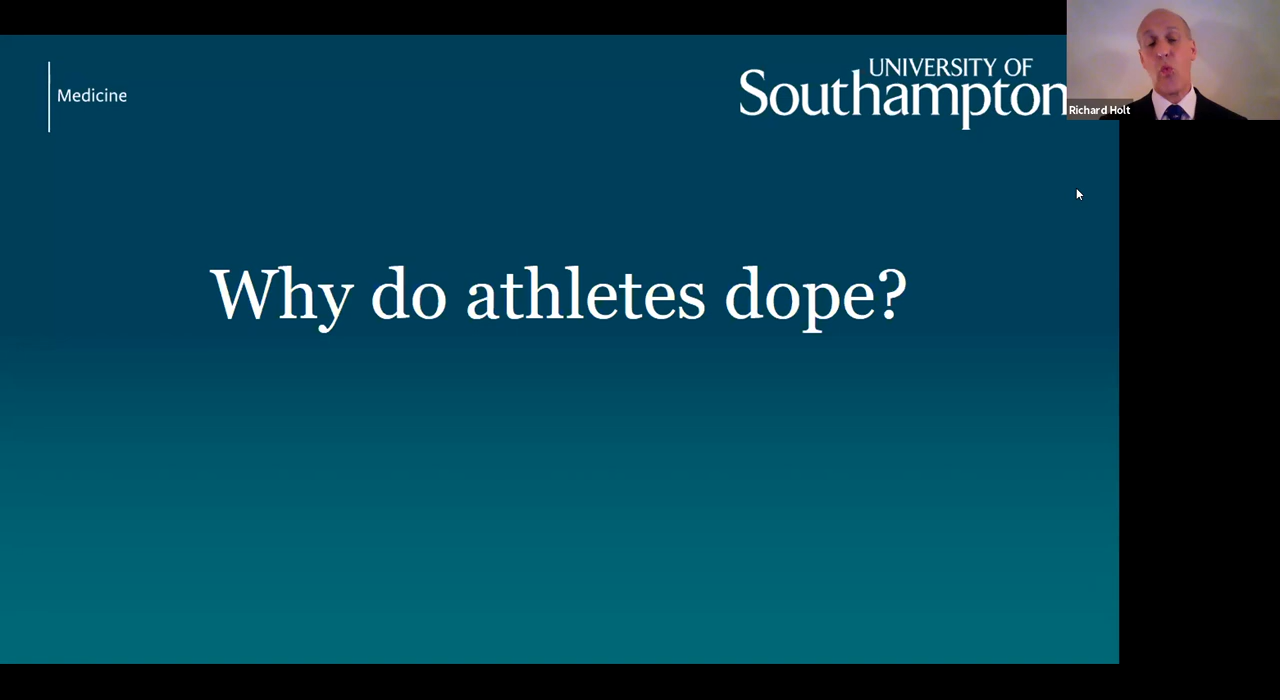 Medicine
UNIVERSITY OF
Southampton
Richard Holt
Why do athletes dope?